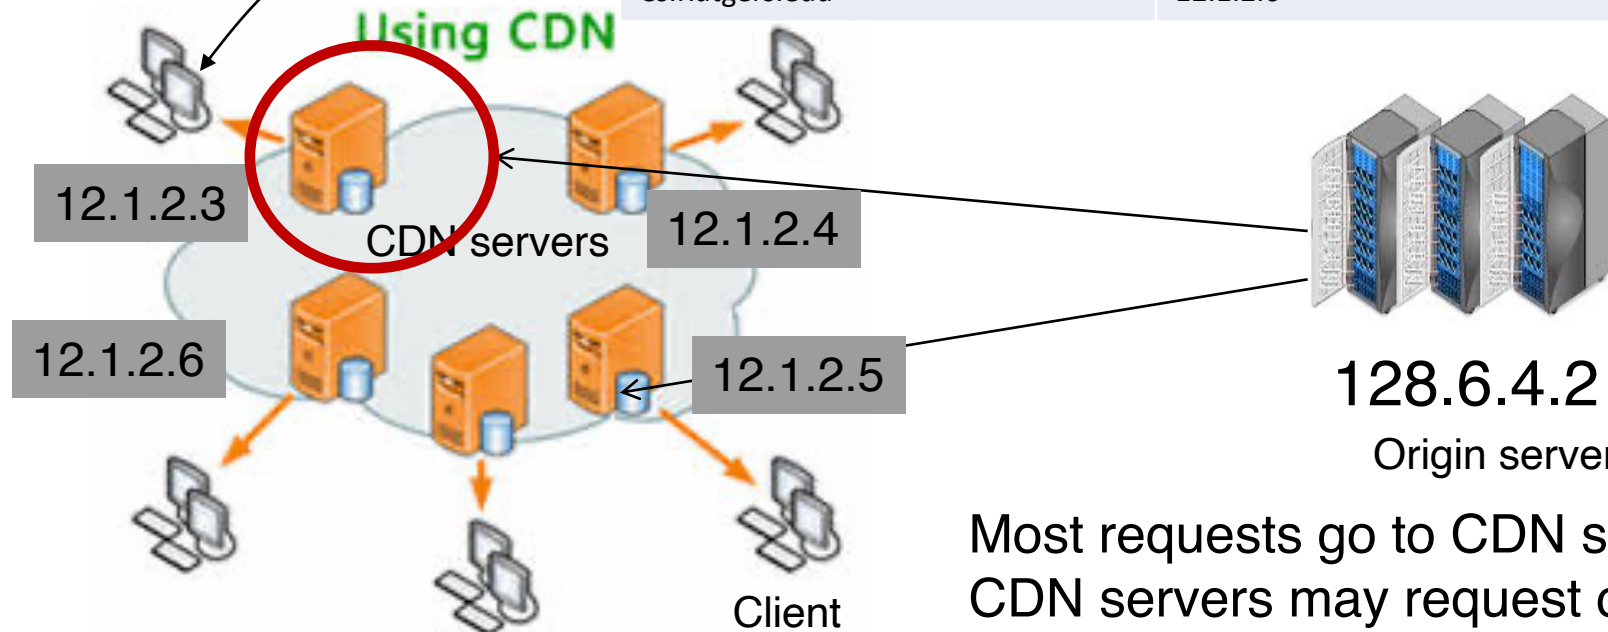 Using CDN
12.1.2.3
CDN servers
12.1.2.4
12.1.2.6
12.1.2.5
128.6.4.2
Origin server
Most requests go to CDN s
CDN servers may request o
Client